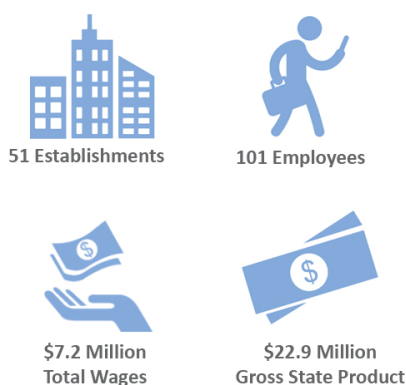 51 Establishments
101 Employees
$
$
$7.2 Million
Total Wages
$22.9 Million
Gross State Product